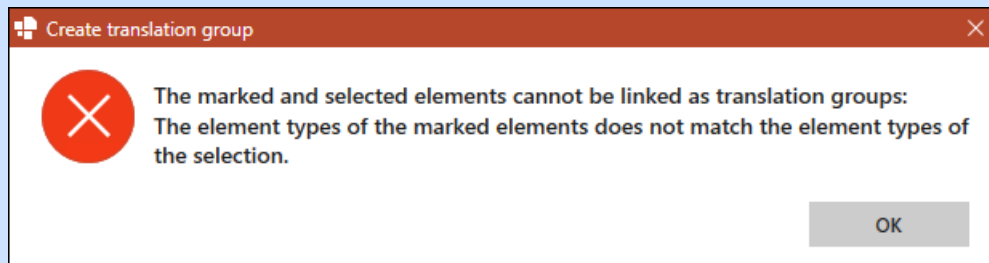 Create translation group
The marked and selected elements cannot be linked as translation groups:
The element types of the marked elements does not match the element types of
the selection.
OK